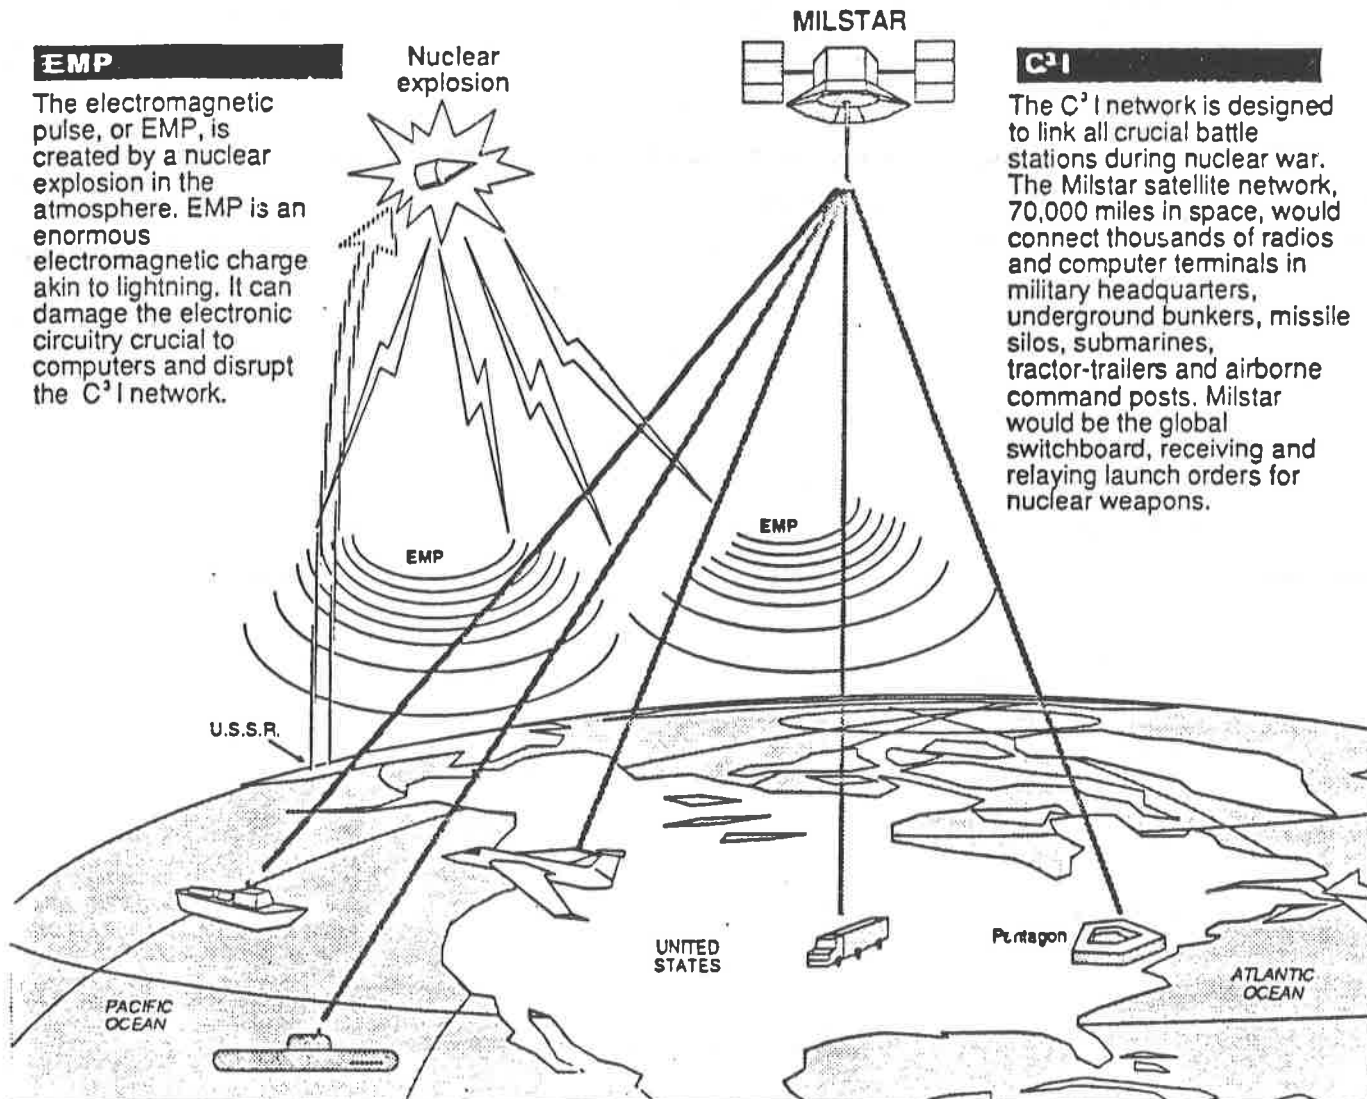 EMP
The electromagnetic
pulse, or EMP, is
created by a nuclear
explosion in the
atmosphere. EMP is an
enormous
electromagnetic charge
akin to lightning. It can
damage the electronic
circuitry crucial to
computers and disrupt
the C³ I network.
Nuclear
explosion
MILSTAR
C³ I
The C³ I network is designed
to link all crucial battle
stations during nuclear war.
The Milstar satellite network,
70,000 miles in space, would
connect thousands of radios
and computer terminals in
military headquarters,
underground bunkers, missile
silos, submarines,
tractor-trailers and airborne
command posts. Milstar
would be the global
switchboard, receiving and
relaying launch orders for
nuclear weapons.
EMP
EMP
U.S.S.R.
UNITED
STATES
Pentagon
PACIFIC
OCEAN
ATLANTIC
OCEAN